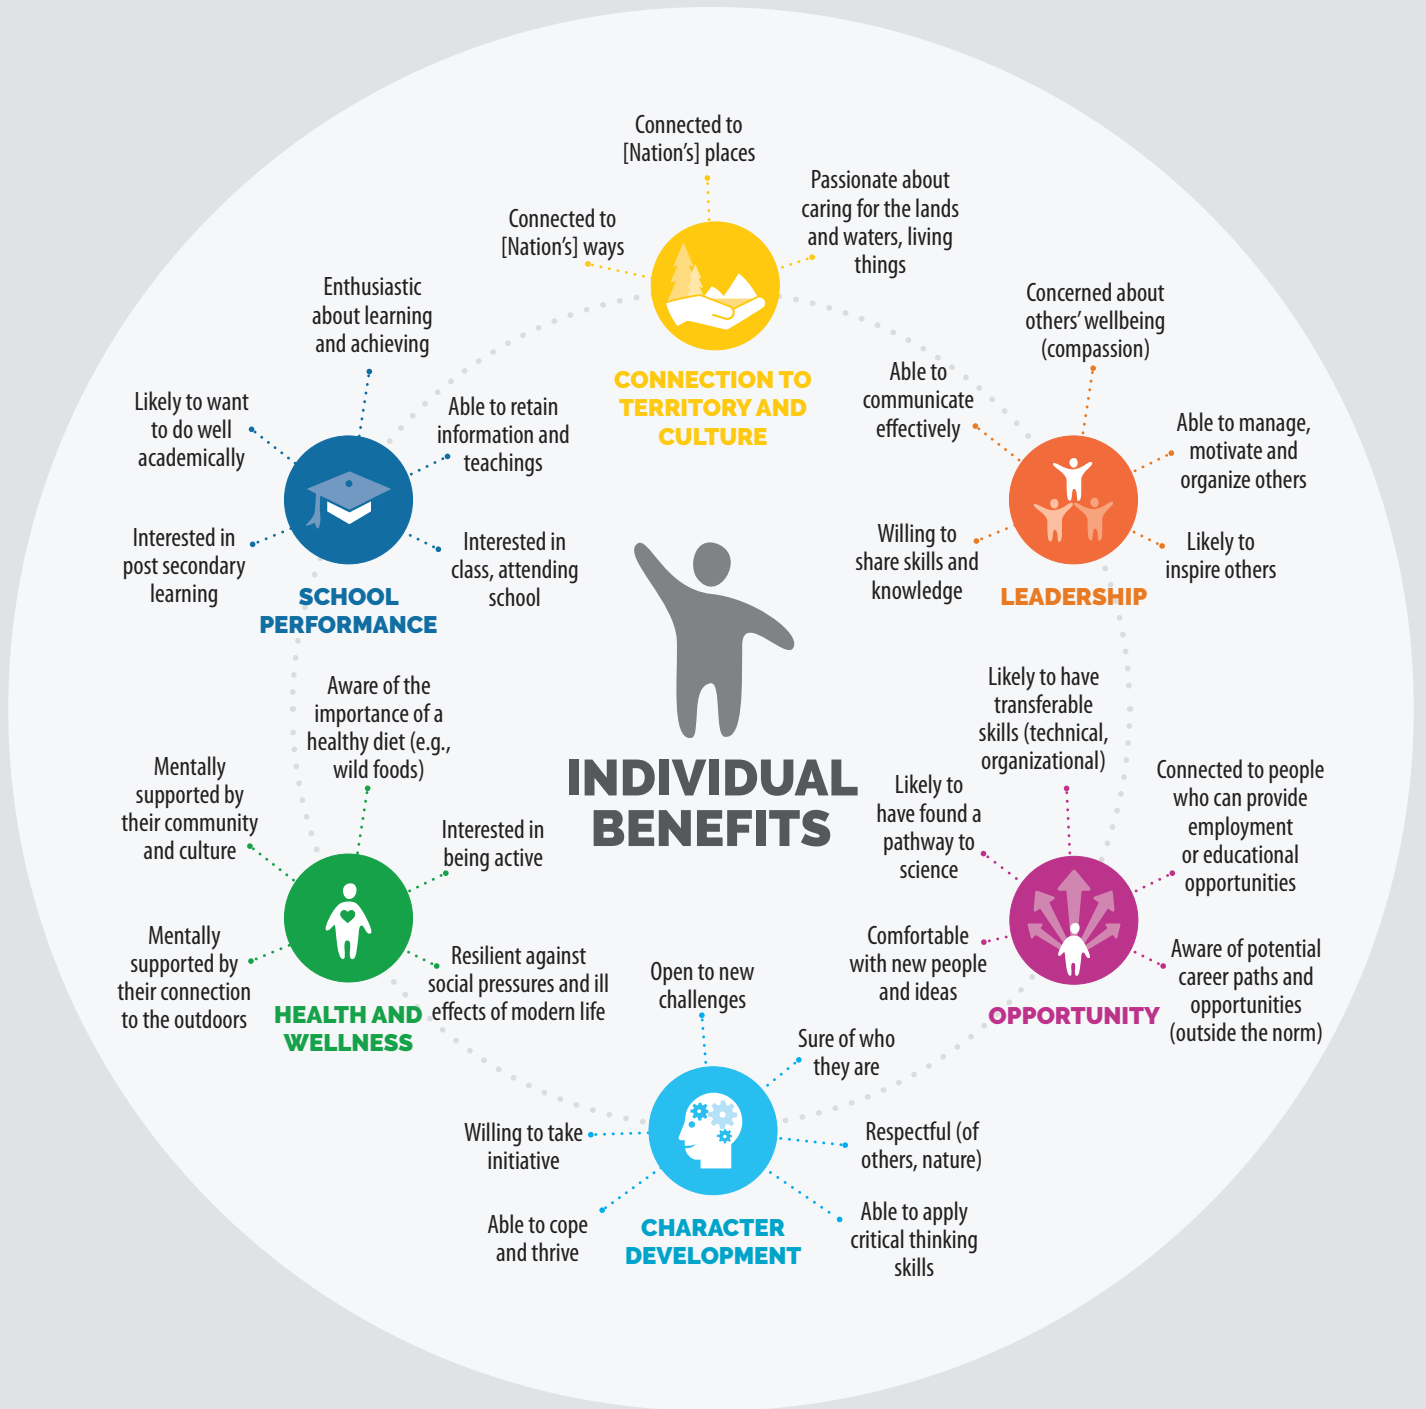 Connected to
[Nation's] places
Connected to
[Nation's] ways
Passionate about
caring for the lands
and waters, living
things
CONNECTION TO
TERRITORY AND
CULTURE
Enthusiastic
about learning
and achieving
Likely to want
to do well
academically
Able to retain
information and
teachings
Interested in
post secondary
learning
Interested in
class, attending
school
SCHOOL
PERFORMANCE
Concerned about
others' wellbeing
(compassion)
Able to
communicate
effectively
Able to manage,
motivate and
organize others
Willing to
share skills and
knowledge
Likely to
inspire others
LEADERSHIP
INDIVIDUAL
BENEFITS
Aware of the
importance of a
healthy diet (e.g.,
wild foods)
Mentally
supported by
their community
and culture
Interested in
being active
Mentally
supported by
their connection
to the outdoors
Resilient against
social pressures and ill
effects of modern life
HEALTH AND
WELLNESS
Likely to have
transferable
skills (technical,
organizational)
Likely to
have found a
pathway to
science
Connected to people
who can provide
employment
or educational
opportunities
Comfortable
with new people
and ideas
Aware of potential
career paths and
opportunities
(outside the norm)
OPPORTUNITY
Open to new
challenges
Sure of who
they are
Willing to take
initiative
Respectful (of
others, nature)
Able to cope
and thrive
Able to apply
critical thinking
skills
CHARACTER
DEVELOPMENT